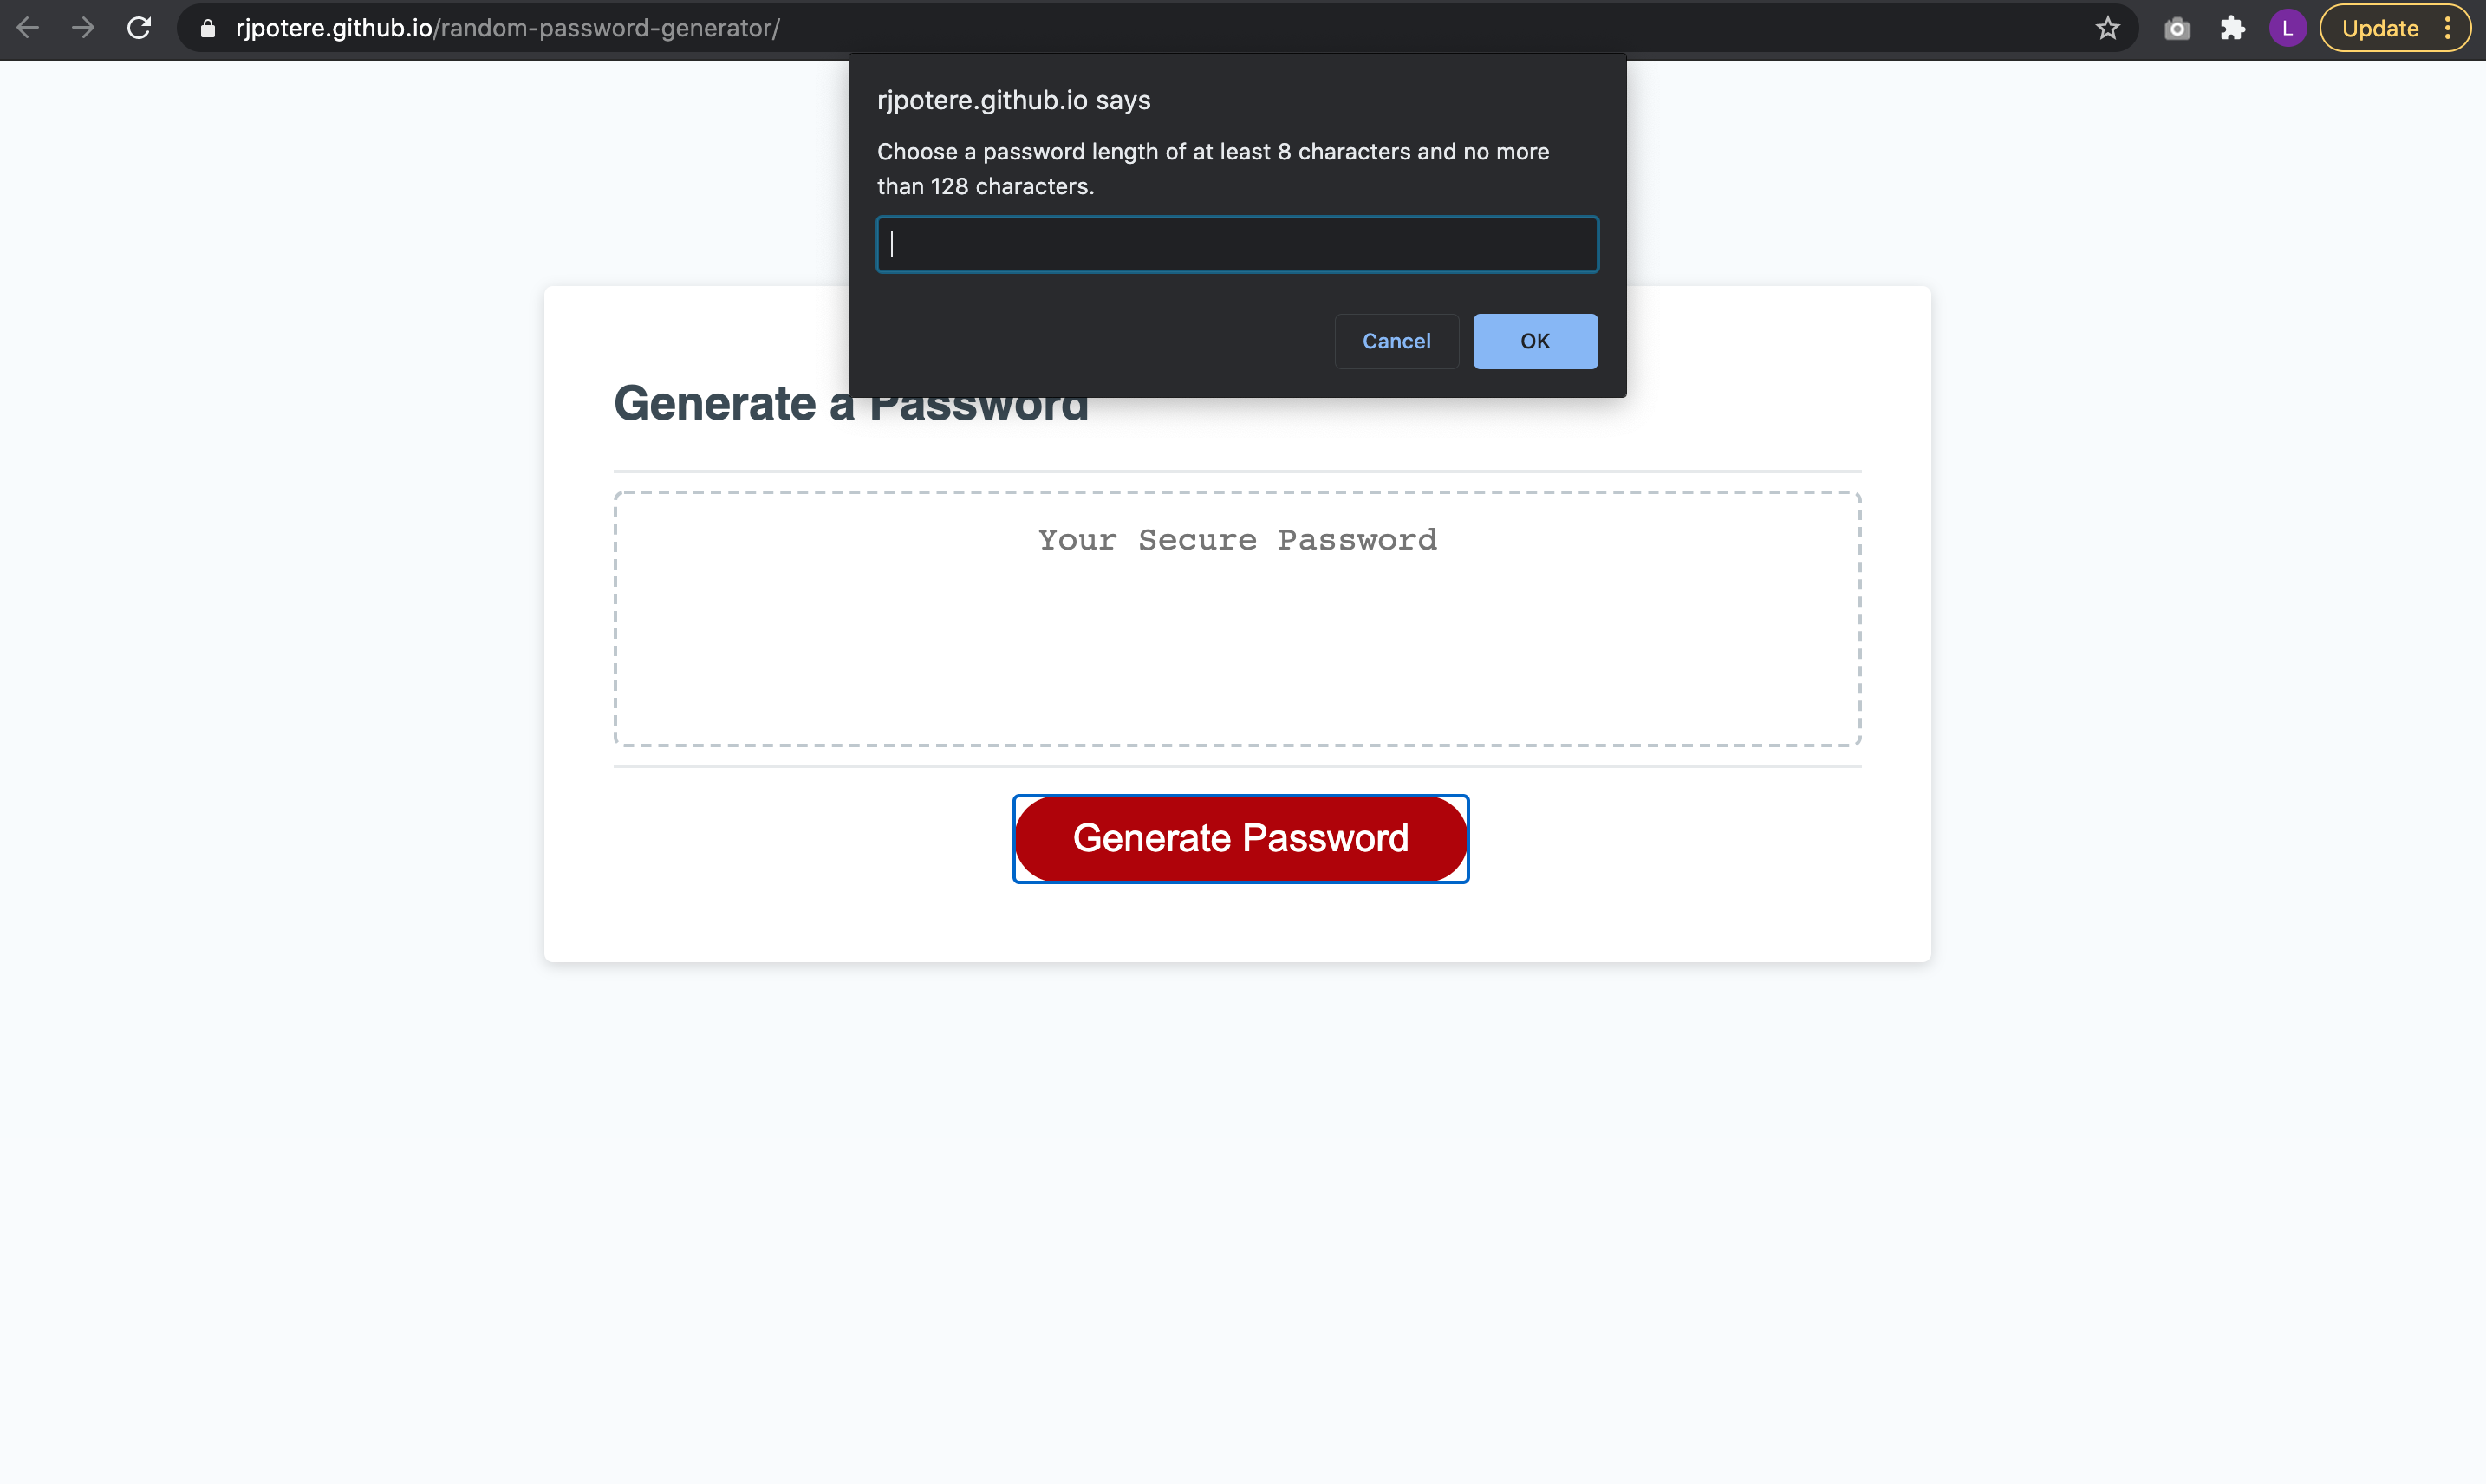 rjpotere.github.io/random-password-generator/
L
Update
rjpotere.github.io says
Choose a password length of at least 8 characters and no more
than 128 characters.
Cancel
OK
Generate a Password
Your Secure Password
Generate Password